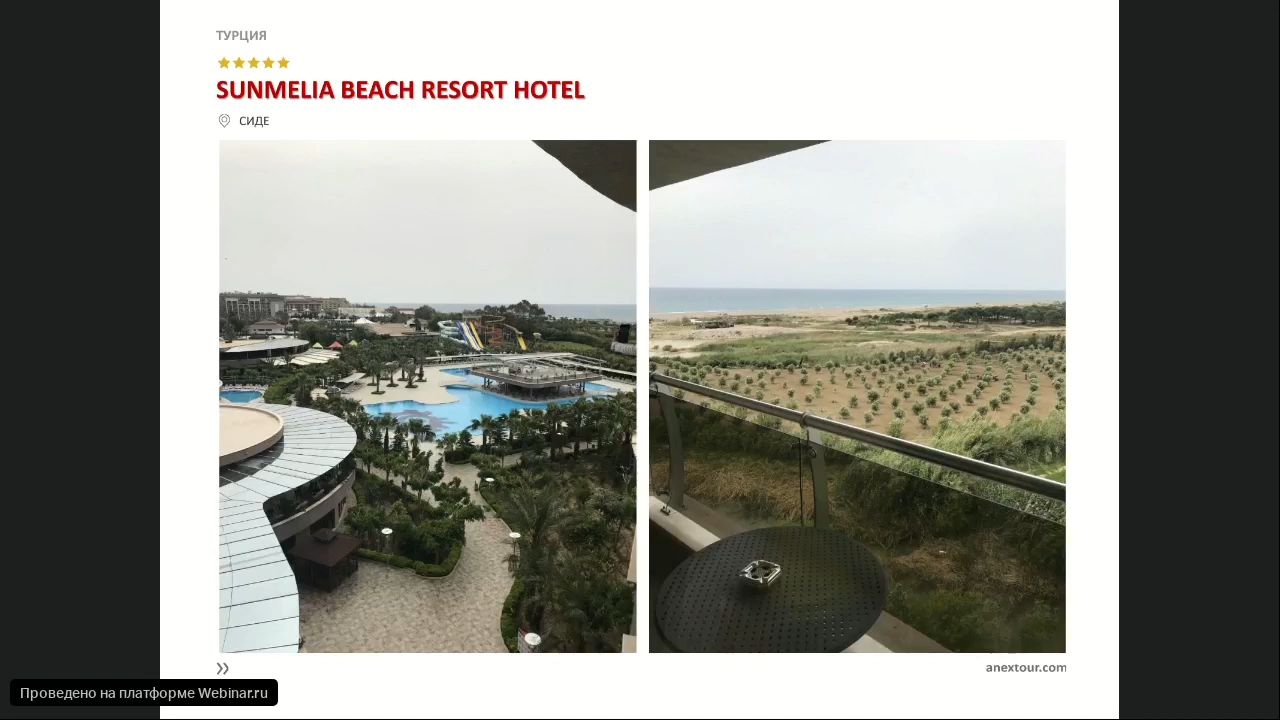 ТУРЦИЯ
SUNMELIA BEACH RESORT HOTEL
СИДЕ
anextour.com
Проведено на платформе Webinar.ru